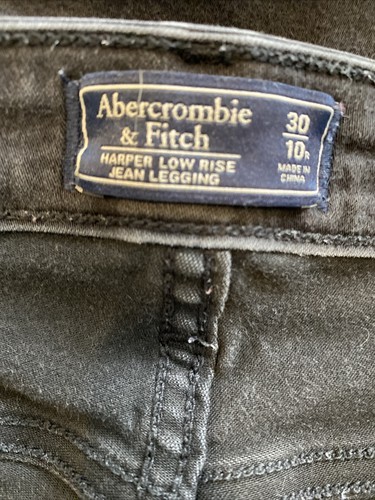 Abercrombie
& Fitch
HARPER LOW RISE
JEAN LEGGING
30
10R
MADE IN
CHINA